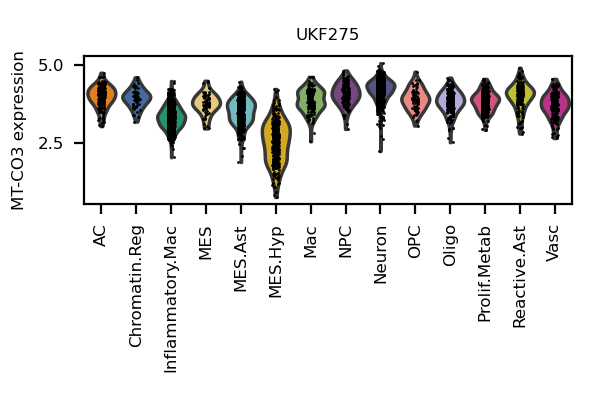 UKF275
MT-CO3 expression
5.0
2.5
AC
Chromatin.Reg
Inflammatory.Mac
MES
MES.Ast
MES.Hyp
Mac
NPC
Neuron
OPC
Oligo
Prolif.Metab
Reactive.Ast
Vasc